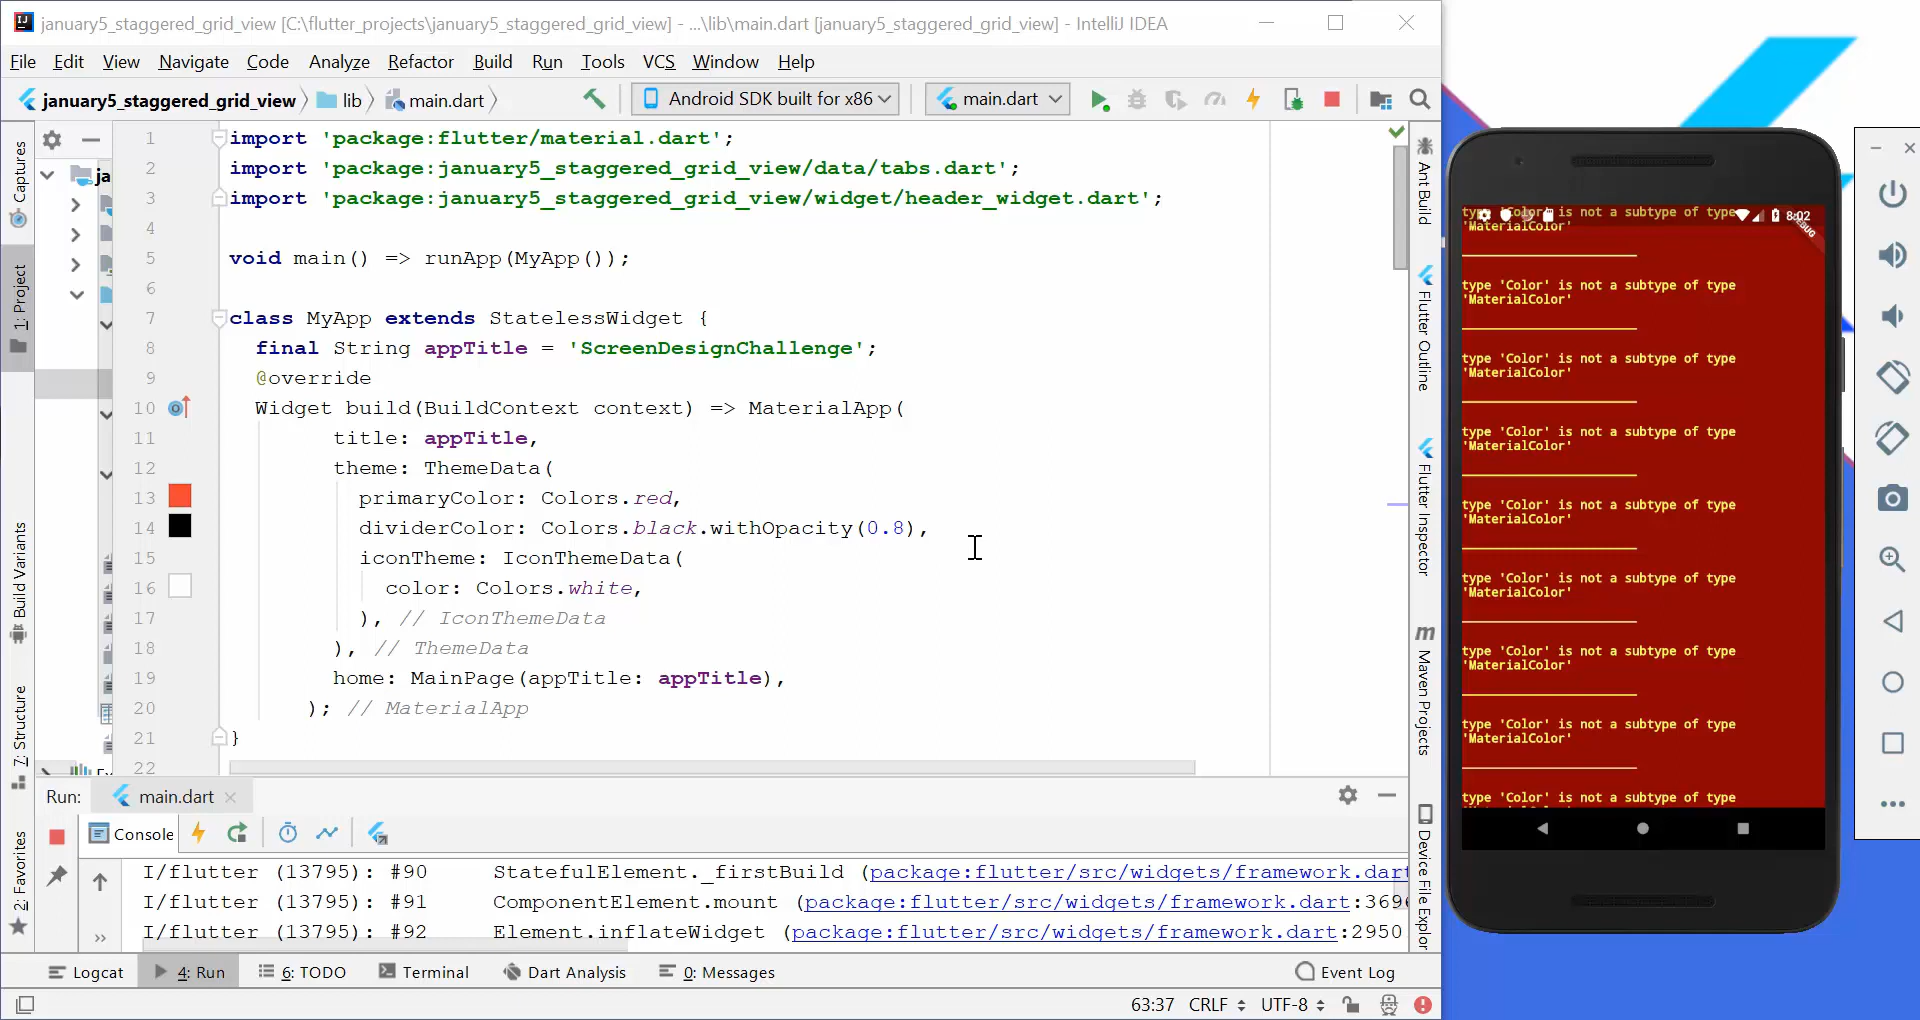 january5_staggered_grid_view [C:\flutter_projects\january5_staggered_grid_view] - ...\lib\main.dart [january5_staggered_grid_view] - IntelliJ IDEA
File Edit View Navigate Code Analyze Refactor Build Run Tools VCS Window Help
january5_staggered_grid_view lib main.dart Android SDK built for x86 main.dart
Captures
1: Project
Build Variants
7: Structure
2: Favorites
ja
1 import 'package:flutter/material.dart';
2 import 'package:january5_staggered_grid_view/data/tabs.dart';
3 import 'package:january5_staggered_grid_view/widget/header_widget.dart';
4
5 void main() => runApp(MyApp());
6
7 class MyApp extends StatelessWidget {
8 final String appTitle = 'ScreenDesignChallenge';
9 @override
10 Widget build(BuildContext context) => MaterialApp(
11 title: appTitle,
12 theme: ThemeData(
13 primaryColor: Colors.red,
14 dividerColor: Colors.black.withOpacity(0.8),
15 iconTheme: IconThemeData(
16 color: Colors.white,
17 ), // IconThemeData
18 ), // ThemeData
19 home: MainPage(appTitle: appTitle),
20 ); // MaterialApp
21 }
22
Ant Build
Flutter Outline
Flutter Inspector
Maven Projects
Device File Explor
Run: main.dart
Console
I/flutter (13795): #90 StatefulElement._firstBuild (package:flutter/src/widgets/framework.dart
I/flutter (13795): #91 ComponentElement.mount (package:flutter/src/widgets/framework.dart:369
I/flutter (13795): #92 Element.inflateWidget (package:flutter/src/widgets/framework.dart:2950
Logcat 4: Run 6: TODO Terminal Dart Analysis 0: Messages Event Log
63:37 CRLF UTF-8
8:02
type 'Color' is not a subtype of type
'MaterialColor'
type 'Color' is not a subtype of type
'MaterialColor'
type 'Color' is not a subtype of type
'MaterialColor'
type 'Color' is not a subtype of type
'MaterialColor'
type 'Color' is not a subtype of type
'MaterialColor'
type 'Color' is not a subtype of type
'MaterialColor'
type 'Color' is not a subtype of type
'MaterialColor'
type 'Color' is not a subtype of type
'MaterialColor'
type 'Color' is not a subtype of type